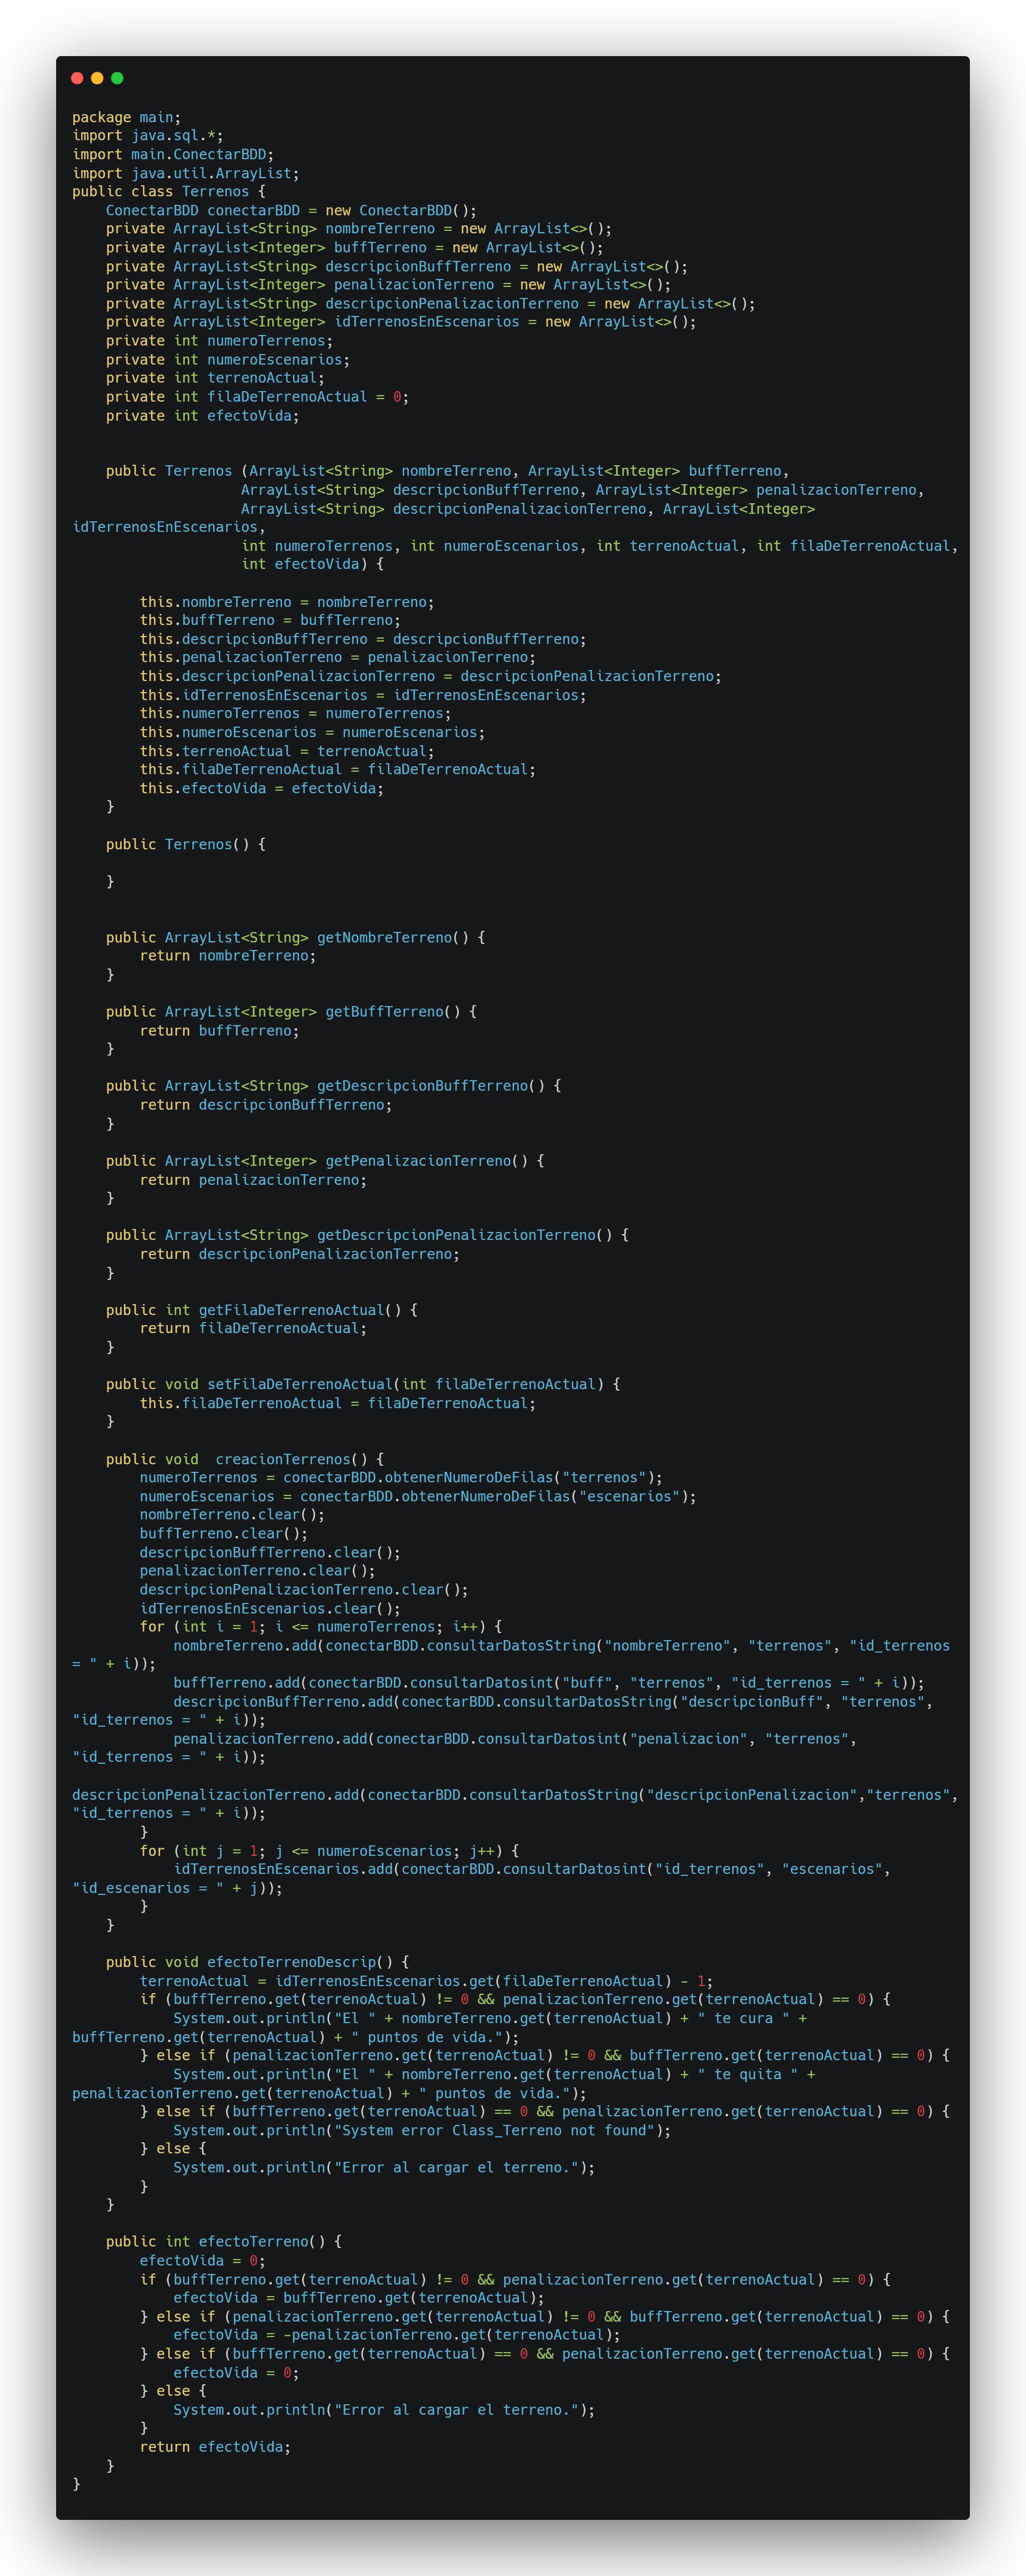 package main;
import java.sql.*;
import main.ConectarBDD;
import java.util.ArrayList;
public class Terrenos {
    ConectarBDD conectarBDD = new ConectarBDD();
    private ArrayList<String> nombreTerreno = new ArrayList<>();
    private ArrayList<Integer> buffTerreno = new ArrayList<>();
    private ArrayList<String> descripcionBuffTerreno = new ArrayList<>();
    private ArrayList<Integer> penalizacionTerreno = new ArrayList<>();
    private ArrayList<String> descripcionPenalizacionTerreno = new ArrayList<>();
    private ArrayList<Integer> idTerrenosEnEscenarios = new ArrayList<>();
    private int numeroTerrenos;
    private int numeroEscenarios;
    private int terrenoActual;
    private int filaDeTerrenoActual = 0;
    private int efectoVida;


    public Terrenos (ArrayList<String> nombreTerreno, ArrayList<Integer> buffTerreno,
                    ArrayList<String> descripcionBuffTerreno, ArrayList<Integer> penalizacionTerreno,
                    ArrayList<String> descripcionPenalizacionTerreno, ArrayList<Integer>
idTerrenosEnEscenarios,
                    int numeroTerrenos, int numeroEscenarios, int terrenoActual, int filaDeTerrenoActual,
                    int efectoVida) {

        this.nombreTerreno = nombreTerreno;
        this.buffTerreno = buffTerreno;
        this.descripcionBuffTerreno = descripcionBuffTerreno;
        this.penalizacionTerreno = penalizacionTerreno;
        this.descripcionPenalizacionTerreno = descripcionPenalizacionTerreno;
        this.idTerrenosEnEscenarios = idTerrenosEnEscenarios;
        this.numeroTerrenos = numeroTerrenos;
        this.numeroEscenarios = numeroEscenarios;
        this.terrenoActual = terrenoActual;
        this.filaDeTerrenoActual = filaDeTerrenoActual;
        this.efectoVida = efectoVida;
    }

    public Terrenos() {

    }


    public ArrayList<String> getNombreTerreno() {
        return nombreTerreno;
    }

    public ArrayList<Integer> getBuffTerreno() {
        return buffTerreno;
    }

    public ArrayList<String> getDescripcionBuffTerreno() {
        return descripcionBuffTerreno;
    }

    public ArrayList<Integer> getPenalizacionTerreno() {
        return penalizacionTerreno;
    }

    public ArrayList<String> getDescripcionPenalizacionTerreno() {
        return descripcionPenalizacionTerreno;
    }

    public int getFilaDeTerrenoActual() {
        return filaDeTerrenoActual;
    }

    public void setFilaDeTerrenoActual(int filaDeTerrenoActual) {
        this.filaDeTerrenoActual = filaDeTerrenoActual;
    }

    public void  creacionTerrenos() {
        numeroTerrenos = conectarBDD.obtenerNumeroDeFilas("terrenos");
        numeroEscenarios = conectarBDD.obtenerNumeroDeFilas("escenarios");
        nombreTerreno.clear();
        buffTerreno.clear();
        descripcionBuffTerreno.clear();
        penalizacionTerreno.clear();
        descripcionPenalizacionTerreno.clear();
        idTerrenosEnEscenarios.clear();
        for (int i = 1; i <= numeroTerrenos; i++) {
            nombreTerreno.add(conectarBDD.consultarDatosString("nombreTerreno", "terrenos", "id_terrenos
= " + i));
            buffTerreno.add(conectarBDD.consultarDatosint("buff", "terrenos", "id_terrenos = " + i));
            descripcionBuffTerreno.add(conectarBDD.consultarDatosString("descripcionBuff", "terrenos",
"id_terrenos = " + i));
            penalizacionTerreno.add(conectarBDD.consultarDatosint("penalizacion", "terrenos",
"id_terrenos = " + i));

descripcionPenalizacionTerreno.add(conectarBDD.consultarDatosString("descripcionPenalizacion","terrenos",
"id_terrenos = " + i));
        }
        for (int j = 1; j <= numeroEscenarios; j++) {
            idTerrenosEnEscenarios.add(conectarBDD.consultarDatosint("id_terrenos", "escenarios",
"id_escenarios = " + j));
        }
    }

    public void efectoTerrenoDescrip() {
        terrenoActual = idTerrenosEnEscenarios.get(filaDeTerrenoActual) - 1;
        if (buffTerreno.get(terrenoActual) != 0 && penalizacionTerreno.get(terrenoActual) == 0) {
            System.out.println("El " + nombreTerreno.get(terrenoActual) + " te cura " +
buffTerreno.get(terrenoActual) + " puntos de vida.");
        } else if (penalizacionTerreno.get(terrenoActual) != 0 && buffTerreno.get(terrenoActual) == 0) {
            System.out.println("El " + nombreTerreno.get(terrenoActual) + " te quita " +
penalizacionTerreno.get(terrenoActual) + " puntos de vida.");
        } else if (buffTerreno.get(terrenoActual) == 0 && penalizacionTerreno.get(terrenoActual) == 0) {
            System.out.println("System error Class_Terreno not found");
        } else {
            System.out.println("Error al cargar el terreno.");
        }
    }

    public int efectoTerreno() {
        efectoVida = 0;
        if (buffTerreno.get(terrenoActual) != 0 && penalizacionTerreno.get(terrenoActual) == 0) {
            efectoVida = buffTerreno.get(terrenoActual);
        } else if (penalizacionTerreno.get(terrenoActual) != 0 && buffTerreno.get(terrenoActual) == 0) {
            efectoVida = -penalizacionTerreno.get(terrenoActual);
        } else if (buffTerreno.get(terrenoActual) == 0 && penalizacionTerreno.get(terrenoActual) == 0) {
            efectoVida = 0;
        } else {
            System.out.println("Error al cargar el terreno.");
        }
        return efectoVida;
    }
}